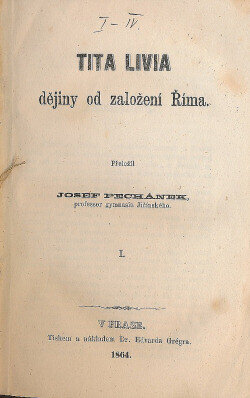 I–IV
TITA LIVIA
dějiny od založení Říma.
Přeložil
JOSEF PECHÁNEK,
professor gymnasia Jičínského.
I.
V PRAZE.
Tiskem a nákladem Dr. Edvarda Grégra.
1864.